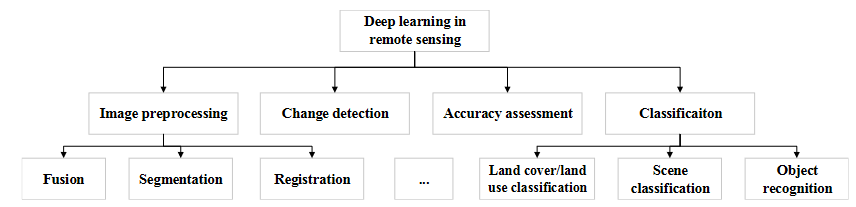 Deep learning in
remote sensing
Image preprocessing
Change detection
Accuracy assessment
Classificaiton
Fusion
Segmentation
Registration
...
Land cover/land
use classification
Scene
classification
Object
recognition